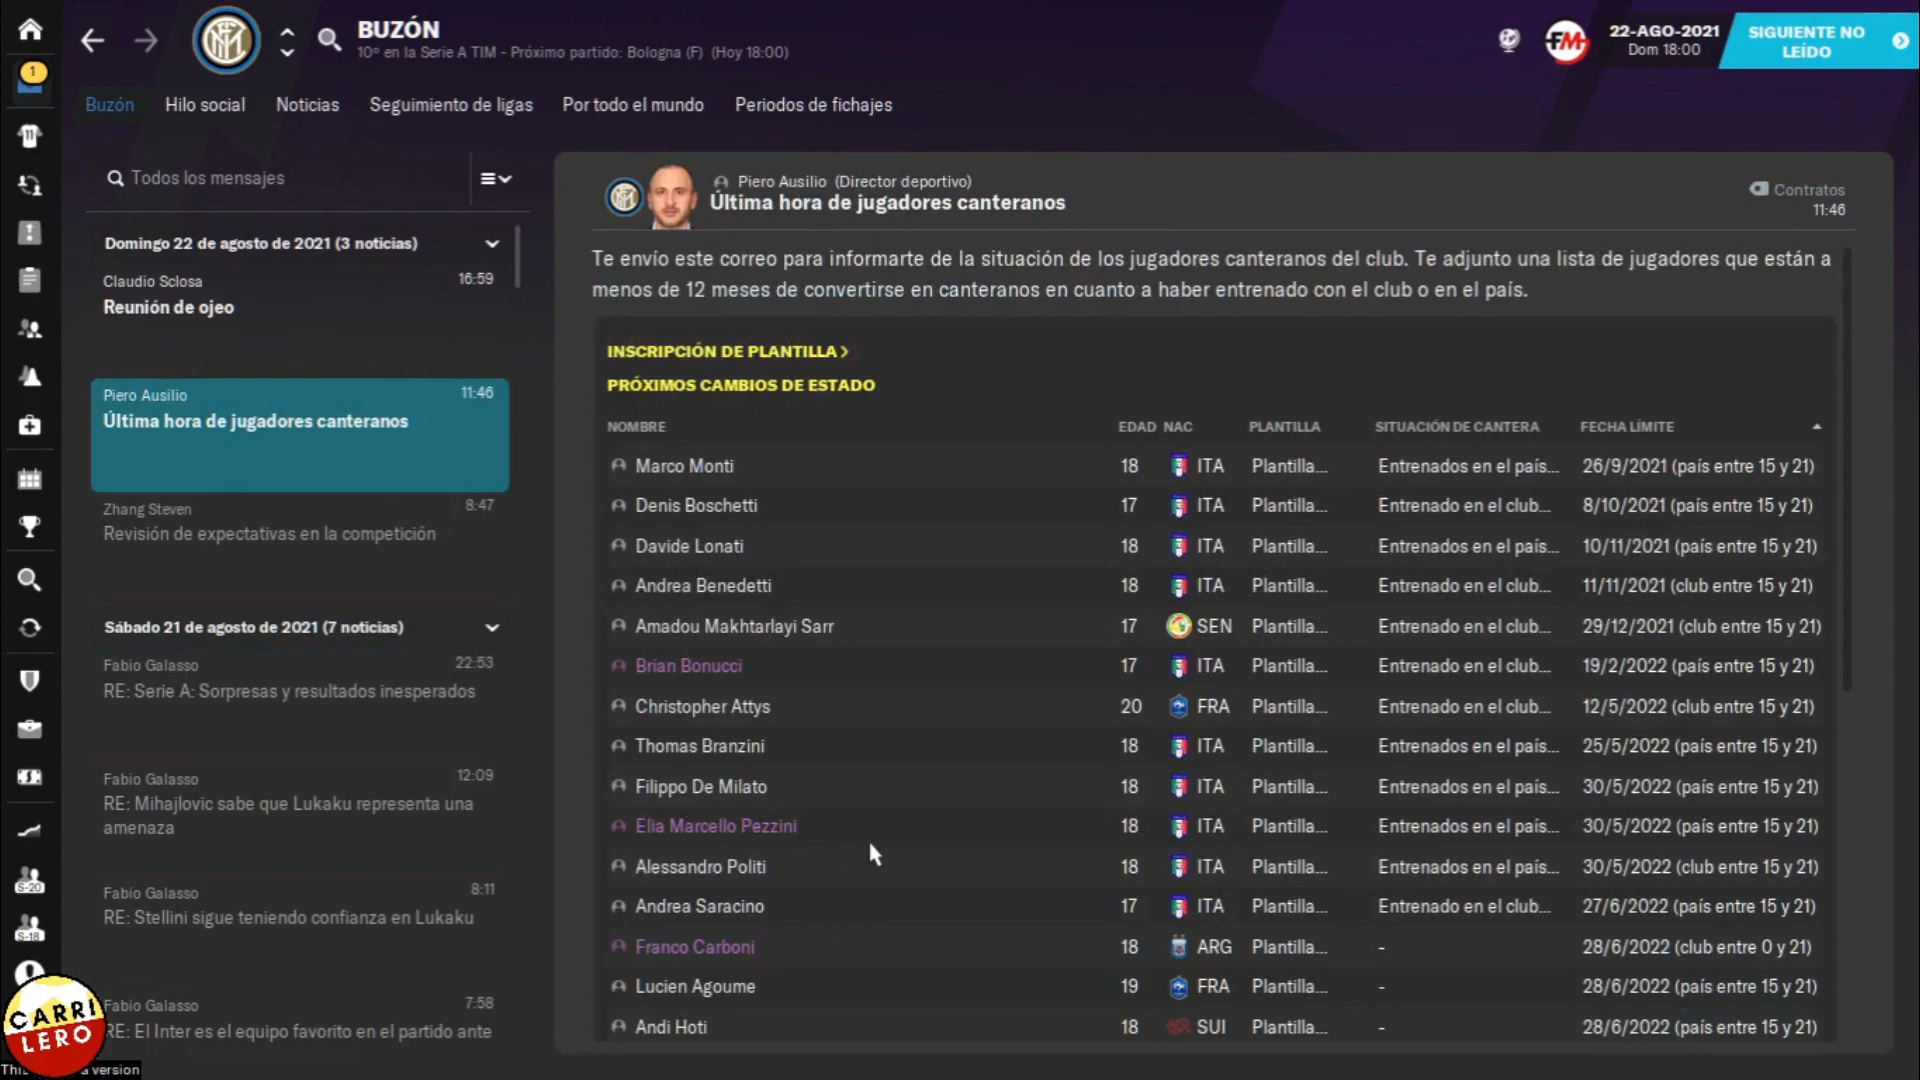 BUZÓN
10º en la Serie A TIM - Próximo partido: Bologna (F) (Hoy 18:00)
FM
22-AGO-2021
Dom 18:00
SIGUIENTE NO
LEÍDO
1
Buzón Hilo social Noticias Seguimiento de ligas Por todo el mundo Periodos de fichajes
Todos los mensajes
Domingo 22 de agosto de 2021 (3 noticias)
Claudio Sclosa 16:59
Reunión de ojeo
Piero Ausilio 11:46
Última hora de jugadores canteranos
Zhang Steven 8:47
Revisión de expectativas en la competición
Sábado 21 de agosto de 2021 (7 noticias)
Fabio Galasso 22:53
RE: Serie A: Sorpresas y resultados inesperados
Fabio Galasso 12:09
RE: Mihajlovic sabe que Lukaku representa una
amenaza
Fabio Galasso 8:11
RE: Stellini sigue teniendo confianza en Lukaku
Fabio Galasso 7:58
RE: El Inter es el equipo favorito en el partido ante
S-20
S-18
CARRI
LERO
version
Piero Ausilio (Director deportivo)
Última hora de jugadores canteranos
Contratos
11:46
Te envío este correo para informarte de la situación de los jugadores canteranos del club. Te adjunto una lista de jugadores que están a
menos de 12 meses de convertirse en canteranos en cuanto a haber entrenado con el club o en el país.
INSCRIPCIÓN DE PLANTILLA >
PRÓXIMOS CAMBIOS DE ESTADO
NOMBRE EDAD NAC PLANTILLA SITUACIÓN DE CANTERA FECHA LÍMITE
Marco Monti 18 ITA Plantilla... Entrenados en el país... 26/9/2021 (país entre 15 y 21)
Denis Boschetti 17 ITA Plantilla... Entrenado en el club... 8/10/2021 (país entre 15 y 21)
Davide Lonati 18 ITA Plantilla... Entrenados en el país... 10/11/2021 (país entre 15 y 21)
Andrea Benedetti 18 ITA Plantilla... Entrenado en el club... 11/11/2021 (club entre 15 y 21)
Amadou Makhtarlayi Sarr 17 SEN Plantilla... Entrenado en el club... 29/12/2021 (club entre 15 y 21)
Brian Bonucci 17 ITA Plantilla... Entrenado en el club... 19/2/2022 (país entre 15 y 21)
Christopher Attys 20 FRA Plantilla... Entrenado en el club... 12/5/2022 (club entre 15 y 21)
Thomas Branzini 18 ITA Plantilla... Entrenados en el país... 25/5/2022 (país entre 15 y 21)
Filippo De Milato 18 ITA Plantilla... Entrenados en el país... 30/5/2022 (país entre 15 y 21)
Elia Marcello Pezzini 18 ITA Plantilla... Entrenados en el país... 30/5/2022 (país entre 15 y 21)
Alessandro Politi 18 ITA Plantilla... Entrenados en el país... 30/5/2022 (club entre 15 y 21)
Andrea Saracino 17 ITA Plantilla... Entrenado en el club... 27/6/2022 (país entre 15 y 21)
Franco Carboni 18 ARG Plantilla... - 28/6/2022 (club entre 0 y 21)
Lucien Agoume 19 FRA Plantilla... - 28/6/2022 (país entre 15 y 21)
Andi Hoti 18 SUI Plantilla... - 28/6/2022 (país entre 15 y 21)